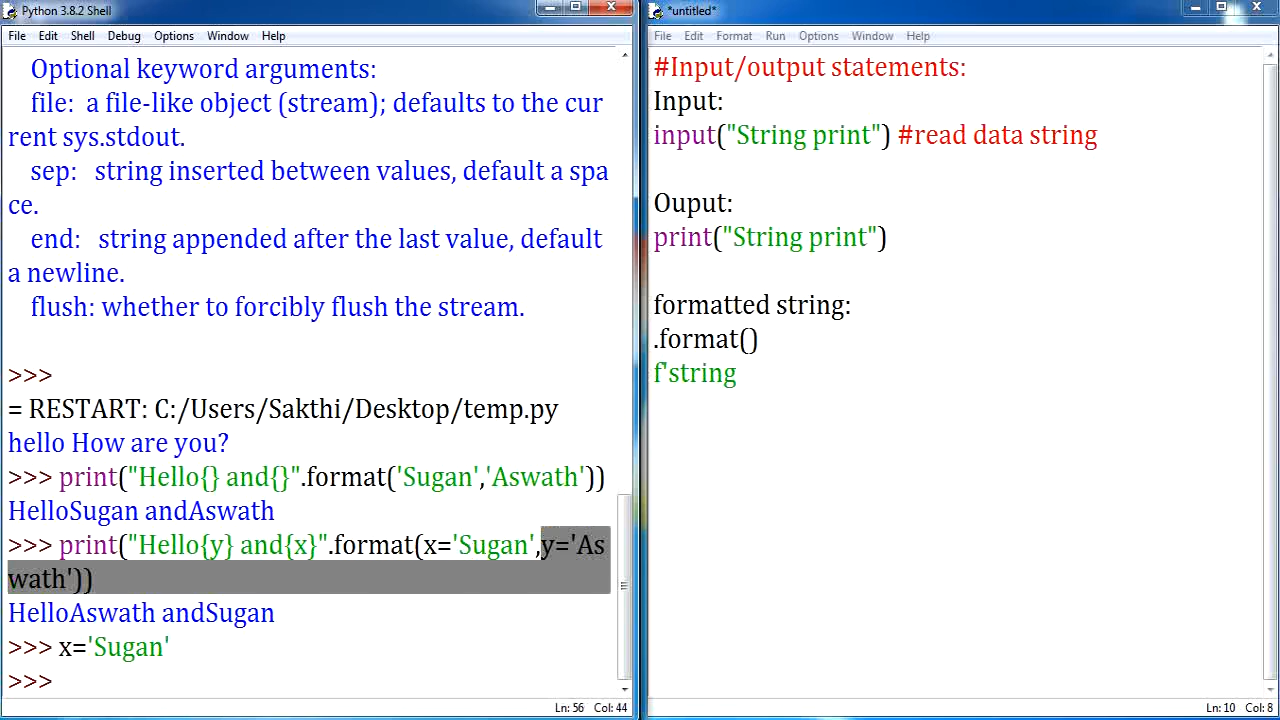 Python 3.8.2 Shell
File Edit Shell Debug Options Window Help
Optional keyword arguments:
file: a file-like object (stream); defaults to the cur
rent sys.stdout.
sep: string inserted between values, default a spa
ce.
end: string appended after the last value, default
a newline.
flush: whether to forcibly flush the stream.
>>>
= RESTART: C:/Users/Sakthi/Desktop/temp.py
hello How are you?
>>> print("Hello{} and{}".format('Sugan','Aswath'))
HelloSugan andAswath
>>> print("Hello{y} and{x}".format(x='Sugan',y='As
wath'))
HelloAswath andSugan
>>> x='Sugan'
>>>
Ln: 56 Col: 44
*untitled*
File Edit Format Run Options Window Help
#Input/output statements:
Input:
input("String print") #read data string
Ouput:
print("String print")
formatted string:
.format()
f'string
Ln: 10 Col: 8